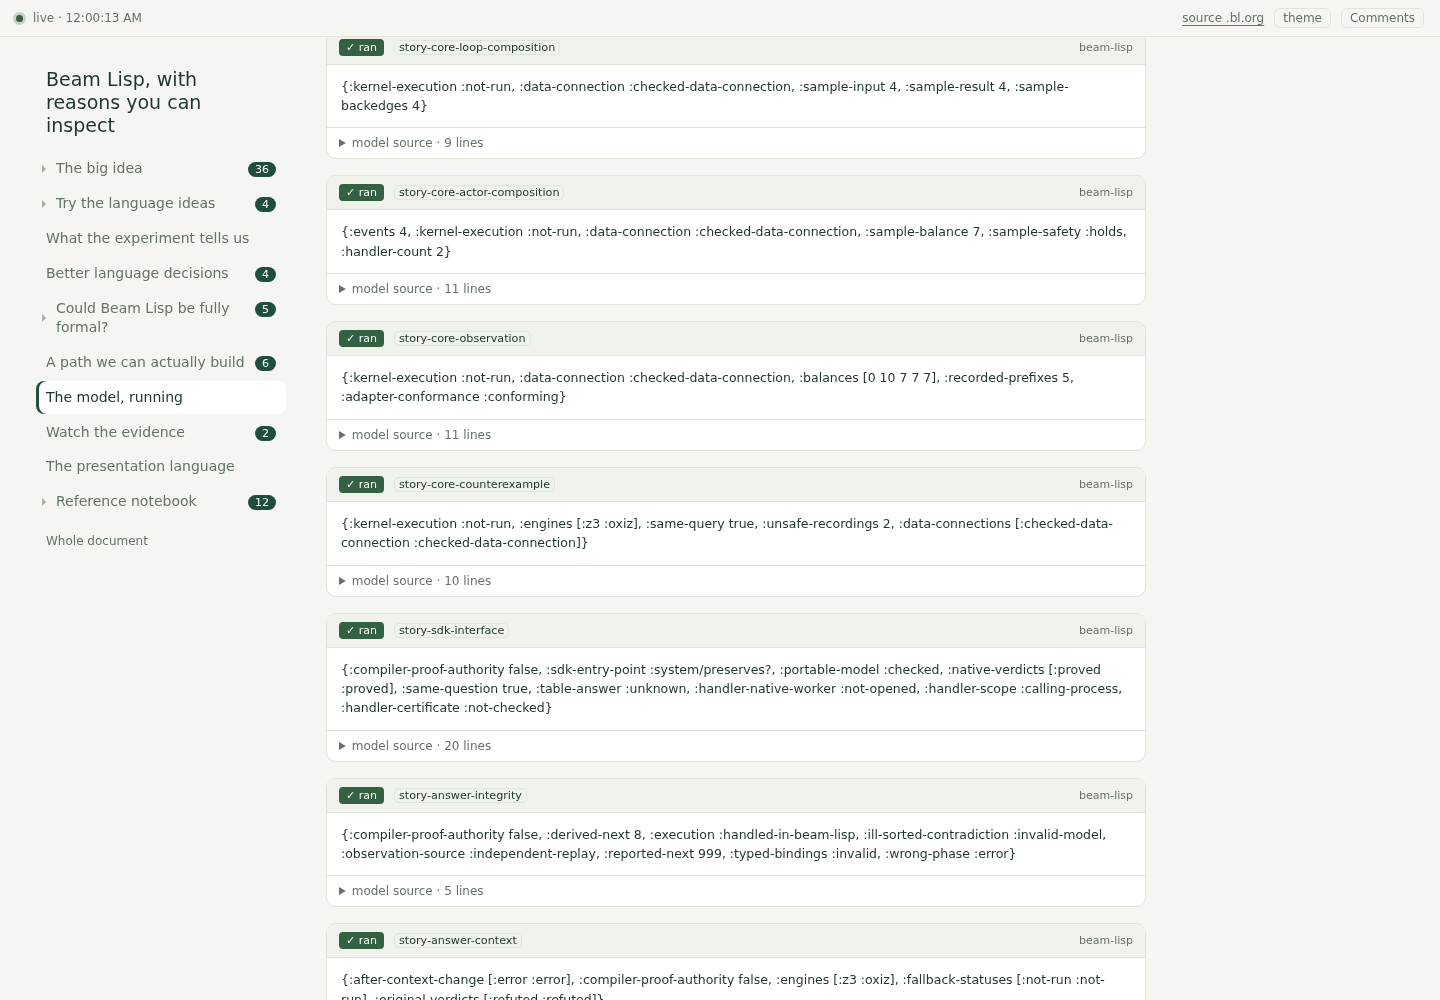 live · 12:00:13 AM
source .bl.org
theme
Comments
Beam Lisp, with
reasons you can
inspect
The big idea 36
Try the language ideas 4
What the experiment tells us
Better language decisions 4
Could Beam Lisp be fully 5
formal?
A path we can actually build 6
The model, running
Watch the evidence 2
The presentation language
Reference notebook 12
Whole document
✓ ran story-core-loop-composition beam-lisp
{:kernel-execution :not-run, :data-connection :checked-data-connection, :sample-input 4, :sample-result 4, :sample-
backedges 4}
model source · 9 lines
✓ ran story-core-actor-composition beam-lisp
{:events 4, :kernel-execution :not-run, :data-connection :checked-data-connection, :sample-balance 7, :sample-safety :holds,
:handler-count 2}
model source · 11 lines
✓ ran story-core-observation beam-lisp
{:kernel-execution :not-run, :data-connection :checked-data-connection, :balances [0 10 7 7 7], :recorded-prefixes 5,
:adapter-conformance :conforming}
model source · 11 lines
✓ ran story-core-counterexample beam-lisp
{:kernel-execution :not-run, :engines [:z3 :oxiz], :same-query true, :unsafe-recordings 2, :data-connections [:checked-data-
connection :checked-data-connection]}
model source · 10 lines
✓ ran story-sdk-interface beam-lisp
{:compiler-proof-authority false, :sdk-entry-point :system/preserves?, :portable-model :checked, :native-verdicts [:proved
:proved], :same-question true, :table-answer :unknown, :handler-native-worker :not-opened, :handler-scope :calling-process,
:handler-certificate :not-checked}
model source · 20 lines
✓ ran story-answer-integrity beam-lisp
{:compiler-proof-authority false, :derived-next 8, :execution :handled-in-beam-lisp, :ill-sorted-contradiction :invalid-model,
:observation-source :independent-replay, :reported-next 999, :typed-bindings :invalid, :wrong-phase :error}
model source · 5 lines
✓ ran story-answer-context beam-lisp
{:after-context-change [:error :error], :compiler-proof-authority false, :engines [:z3 :oxiz], :fallback-statuses [:not-run :not-
run], :original-verdicts [:refuted :refuted]}